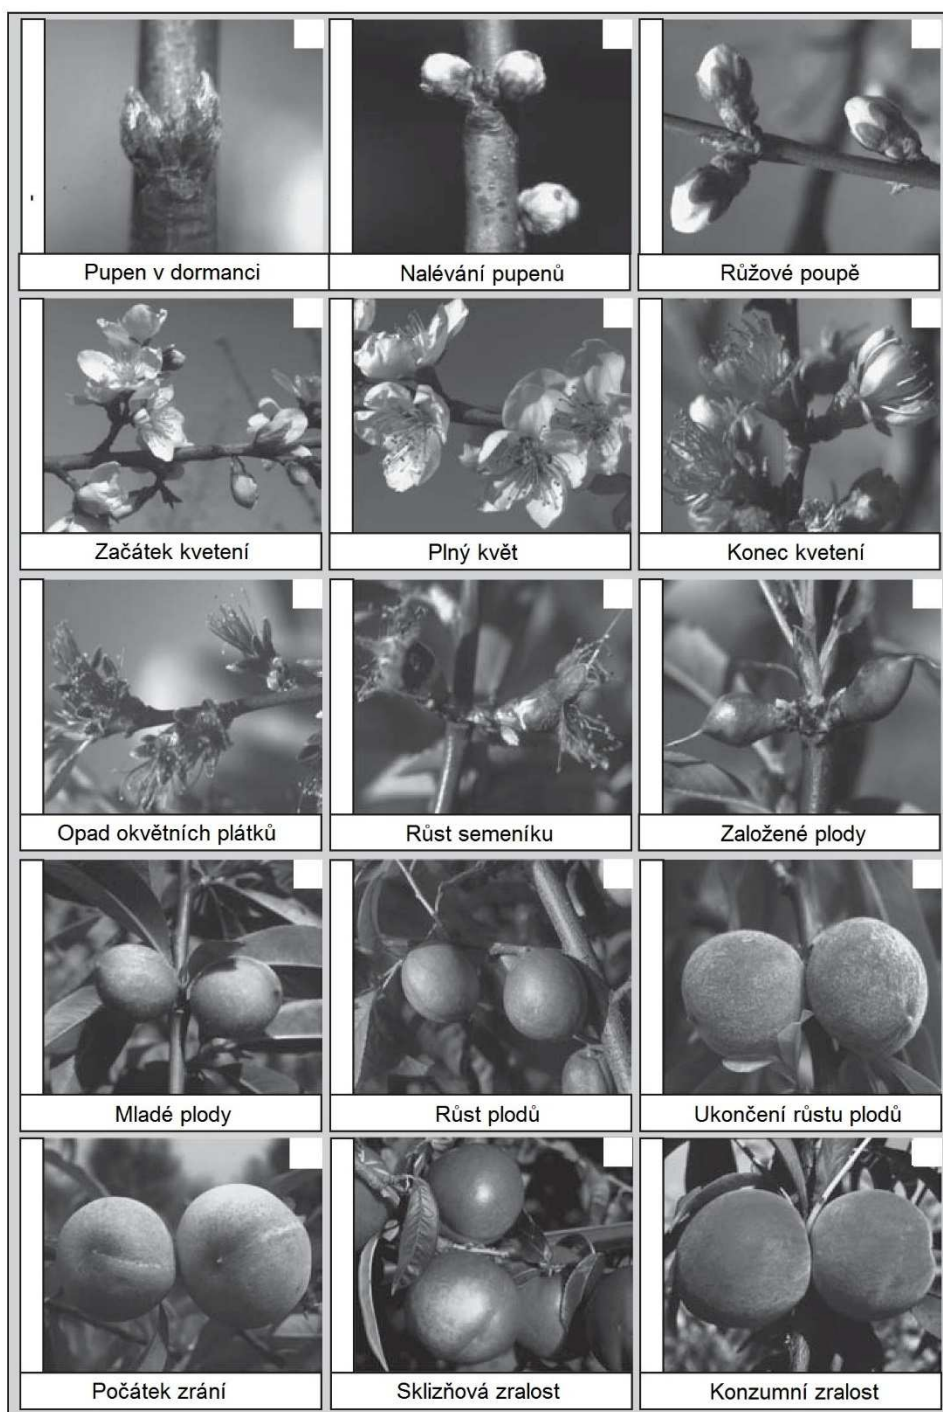 Pupen v dormanci
Nalévání pupenů
Růžové poupě
Začátek kvetení
Plný květ
Konec kvetení
Opad okvětních plátků
Růst semeníku
Založené plody
Mladé plody
Růst plodů
Ukončení růstu plodů
Počátek zrání
Sklizňová zralost
Konzumní zralost